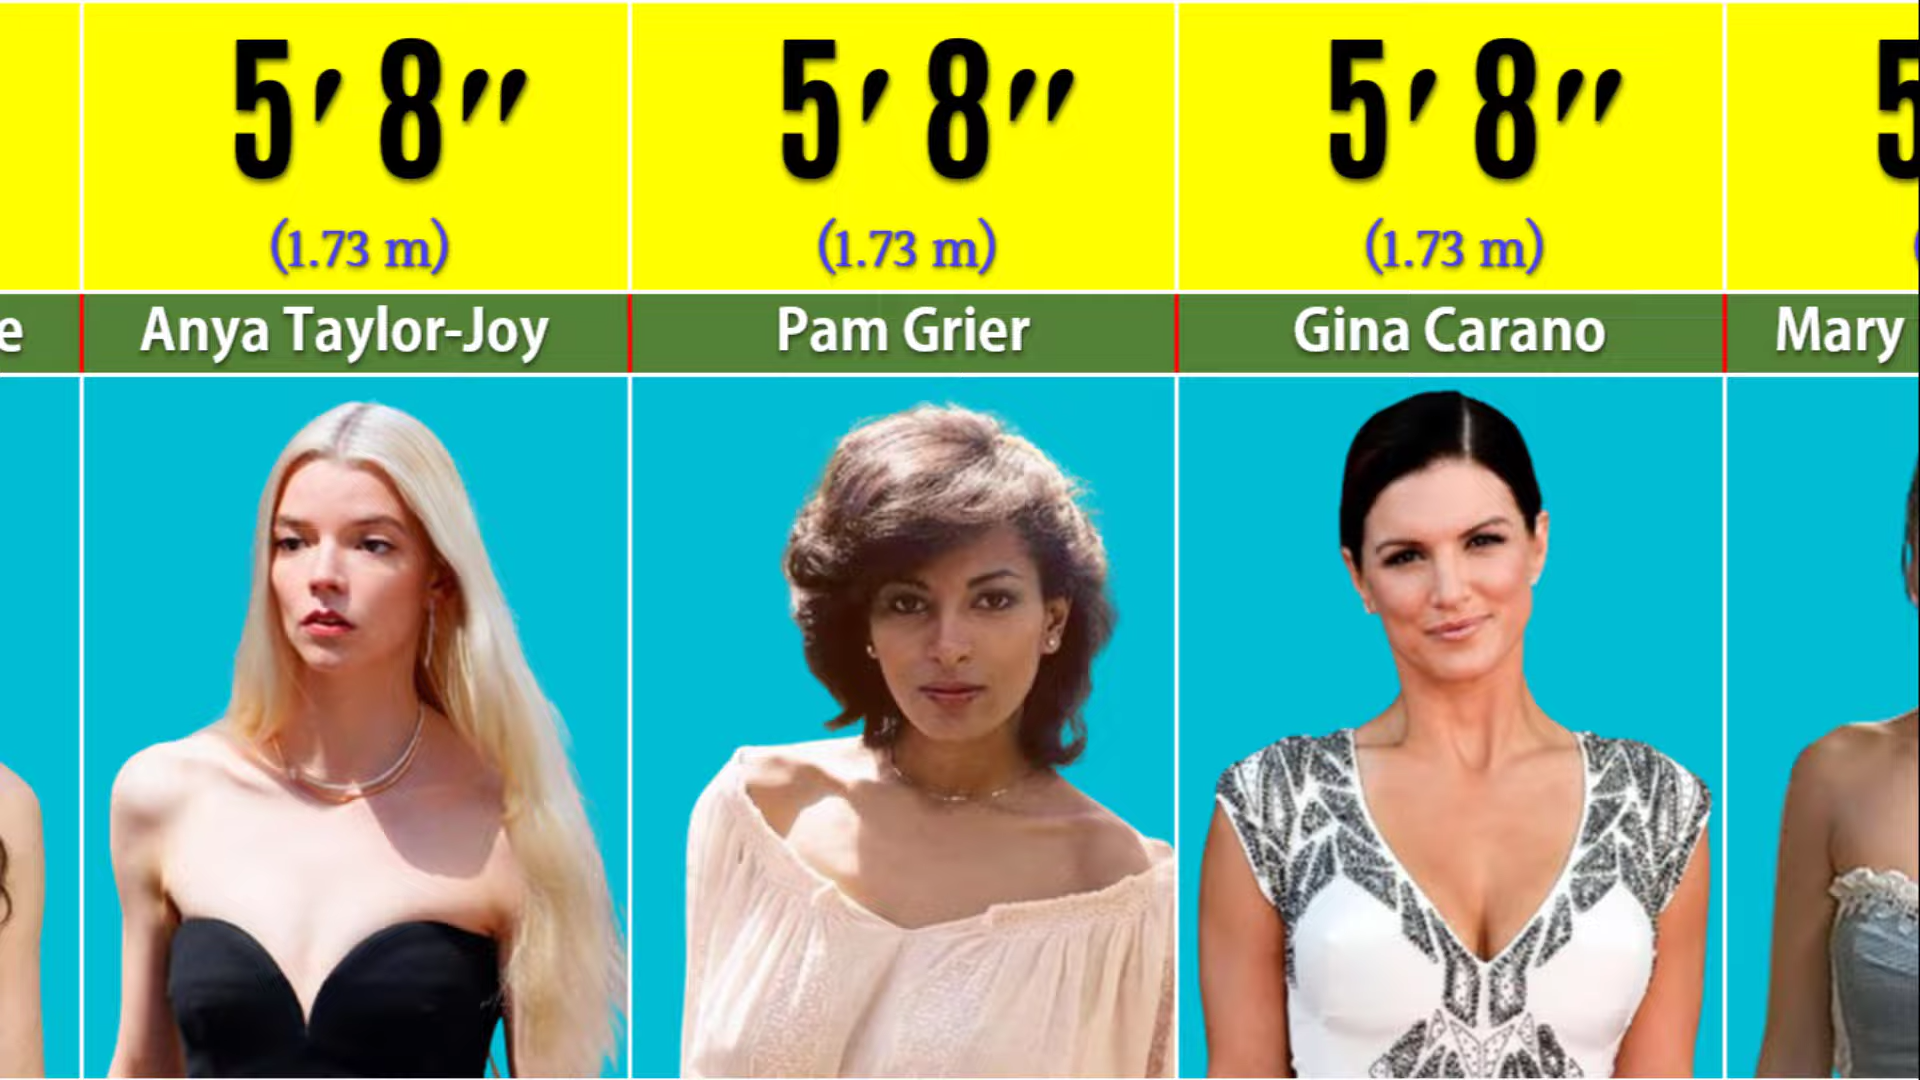 5′ 8″
(1.73 m)
Anya Taylor-Joy
5′ 8″
(1.73 m)
Pam Grier
5′ 8″
(1.73 m)
Gina Carano
5
Mary